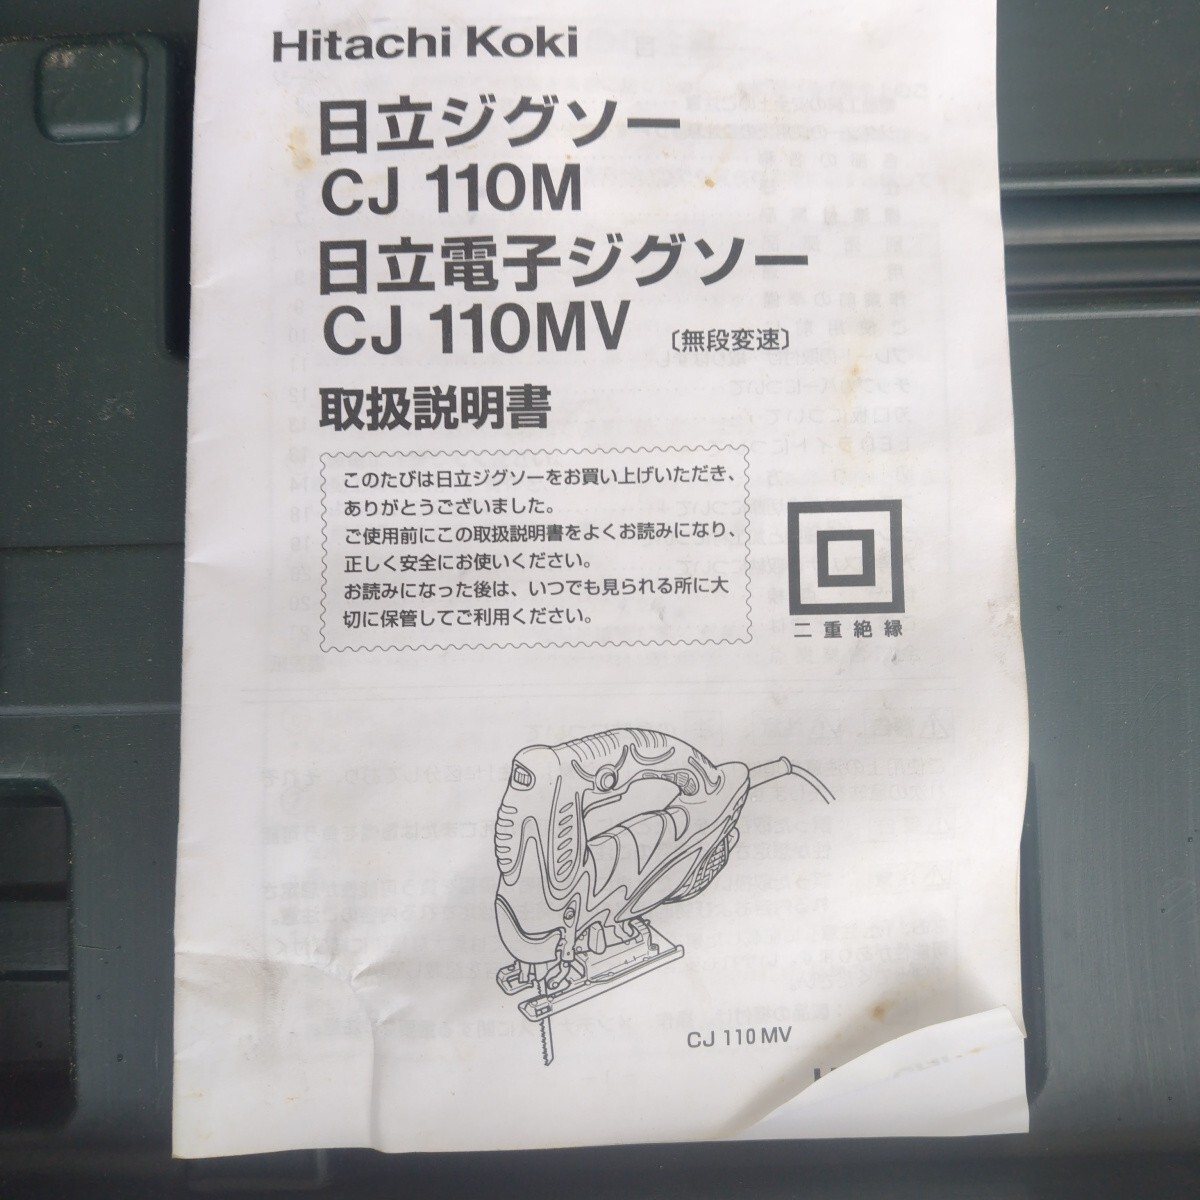 Hitachi Koki
日立ジグソー
CJ 110M
日立電子ジグソー
CJ 110MV 〔無段変速〕
取扱説明書
このたびは日立ジグソーをお買い上げいただき、
ありがとうございました。
ご使用前にこの取扱説明書をよくお読みになり、
正しく安全にお使いください。
お読みになった後は、いつでも見られる所に大
切に保管してご利用ください。
二重絶縁
CJ 110 MV